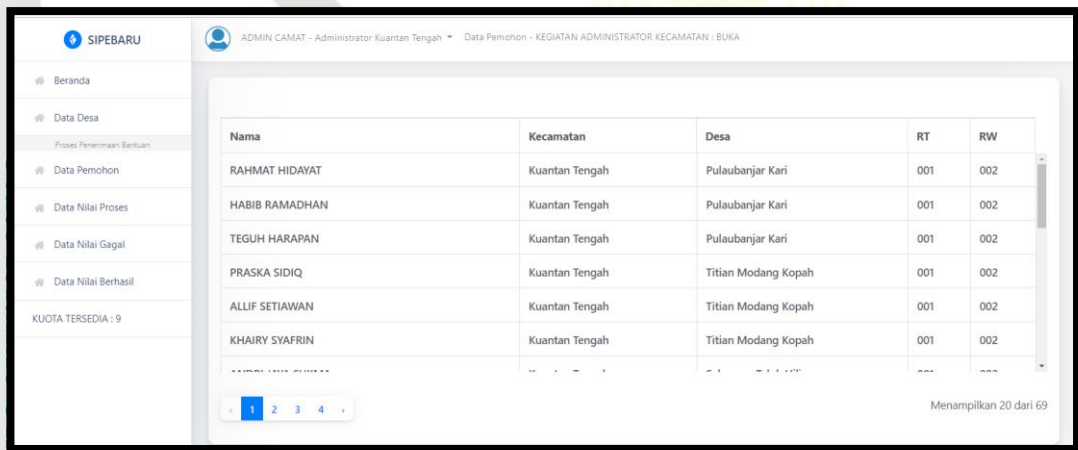 SIPEBARU
ADMIN CAMAT - Administrator Kuantan Tengah Data Pemohon - KEGIATAN ADMINISTRATOR KECAMATAN : BUKA
Beranda
Data Desa
Proses Penerimaan Bantuan
Data Pemohon
Data Nilai Proses
Data Nilai Gagal
Data Nilai Berhasil
KUOTA TERSEDIA : 9
Nama Kecamatan Desa RT RW
RAHMAT HIDAYAT Kuantan Tengah Pulaubanjar Kari 001 002
HABIB RAMADHAN Kuantan Tengah Pulaubanjar Kari 001 002
TEGUH HARAPAN Kuantan Tengah Pulaubanjar Kari 001 002
PRASKA SIDIQ Kuantan Tengah Titian Modang Kopah 001 002
ALLIF SETIAWAN Kuantan Tengah Titian Modang Kopah 001 002
KHAIRY SYAFRIN Kuantan Tengah Titian Modang Kopah 001 002
‹ 1 2 3 4 ›
Menampilkan 20 dari 69